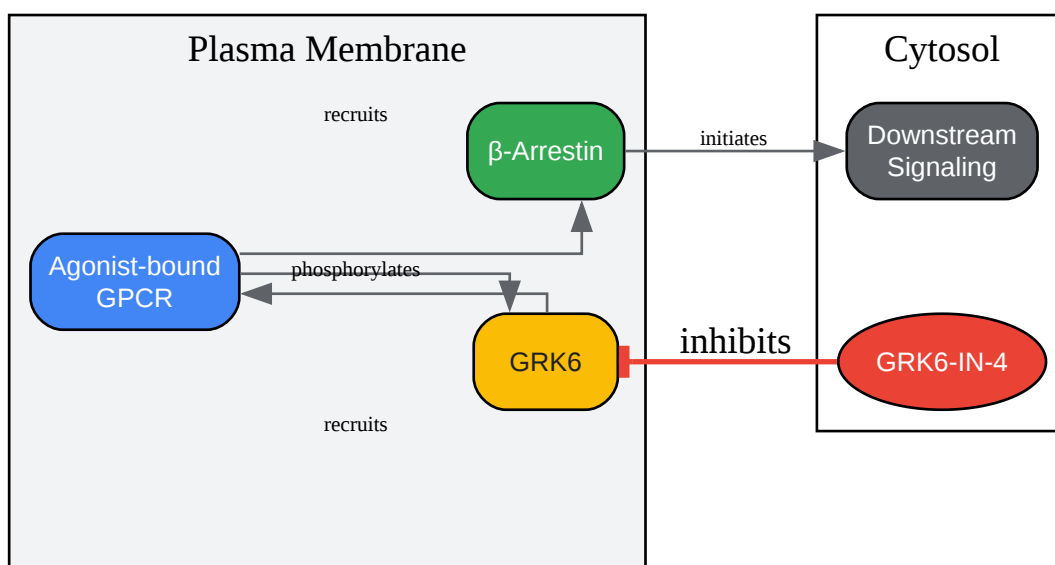 Plasma Membrane
Cytosol
recruits
β-Arrestin
initiates
Downstream
Signaling
Agonist-bound
GPCR
phosphorylates
GRK6
inhibits
GRK6-IN-4
recruits